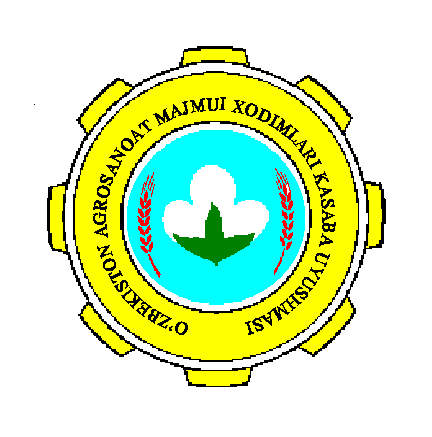 O'ZBEKISTON AGROSANOAT MAJMUI XODIMLARI KASABA UYUSHMASI